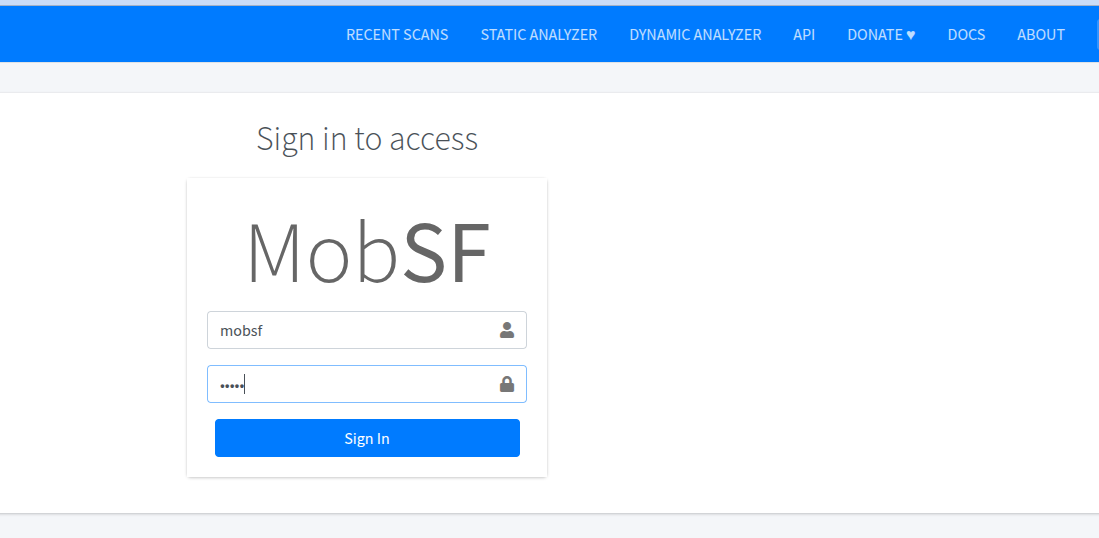 RECENT SCANS STATIC ANALYZER DYNAMIC ANALYZER API DONATE ♥ DOCS ABOUT
Sign in to access
MobSF
mobsf
•••••
Sign In